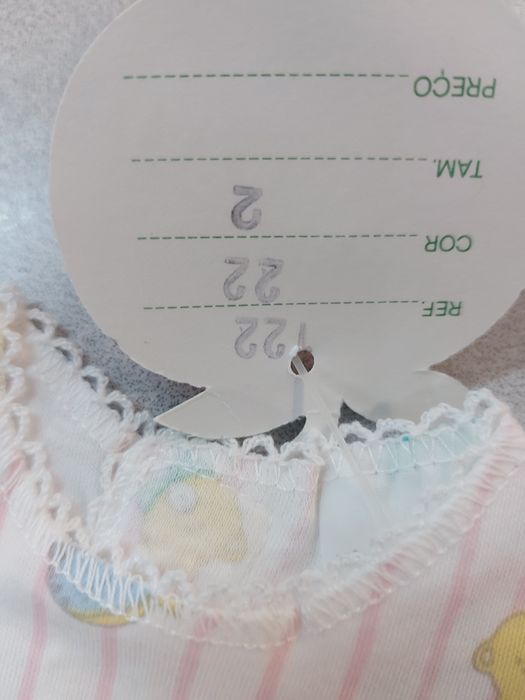 REF 122
COR 22
TAM. 2
PREÇO